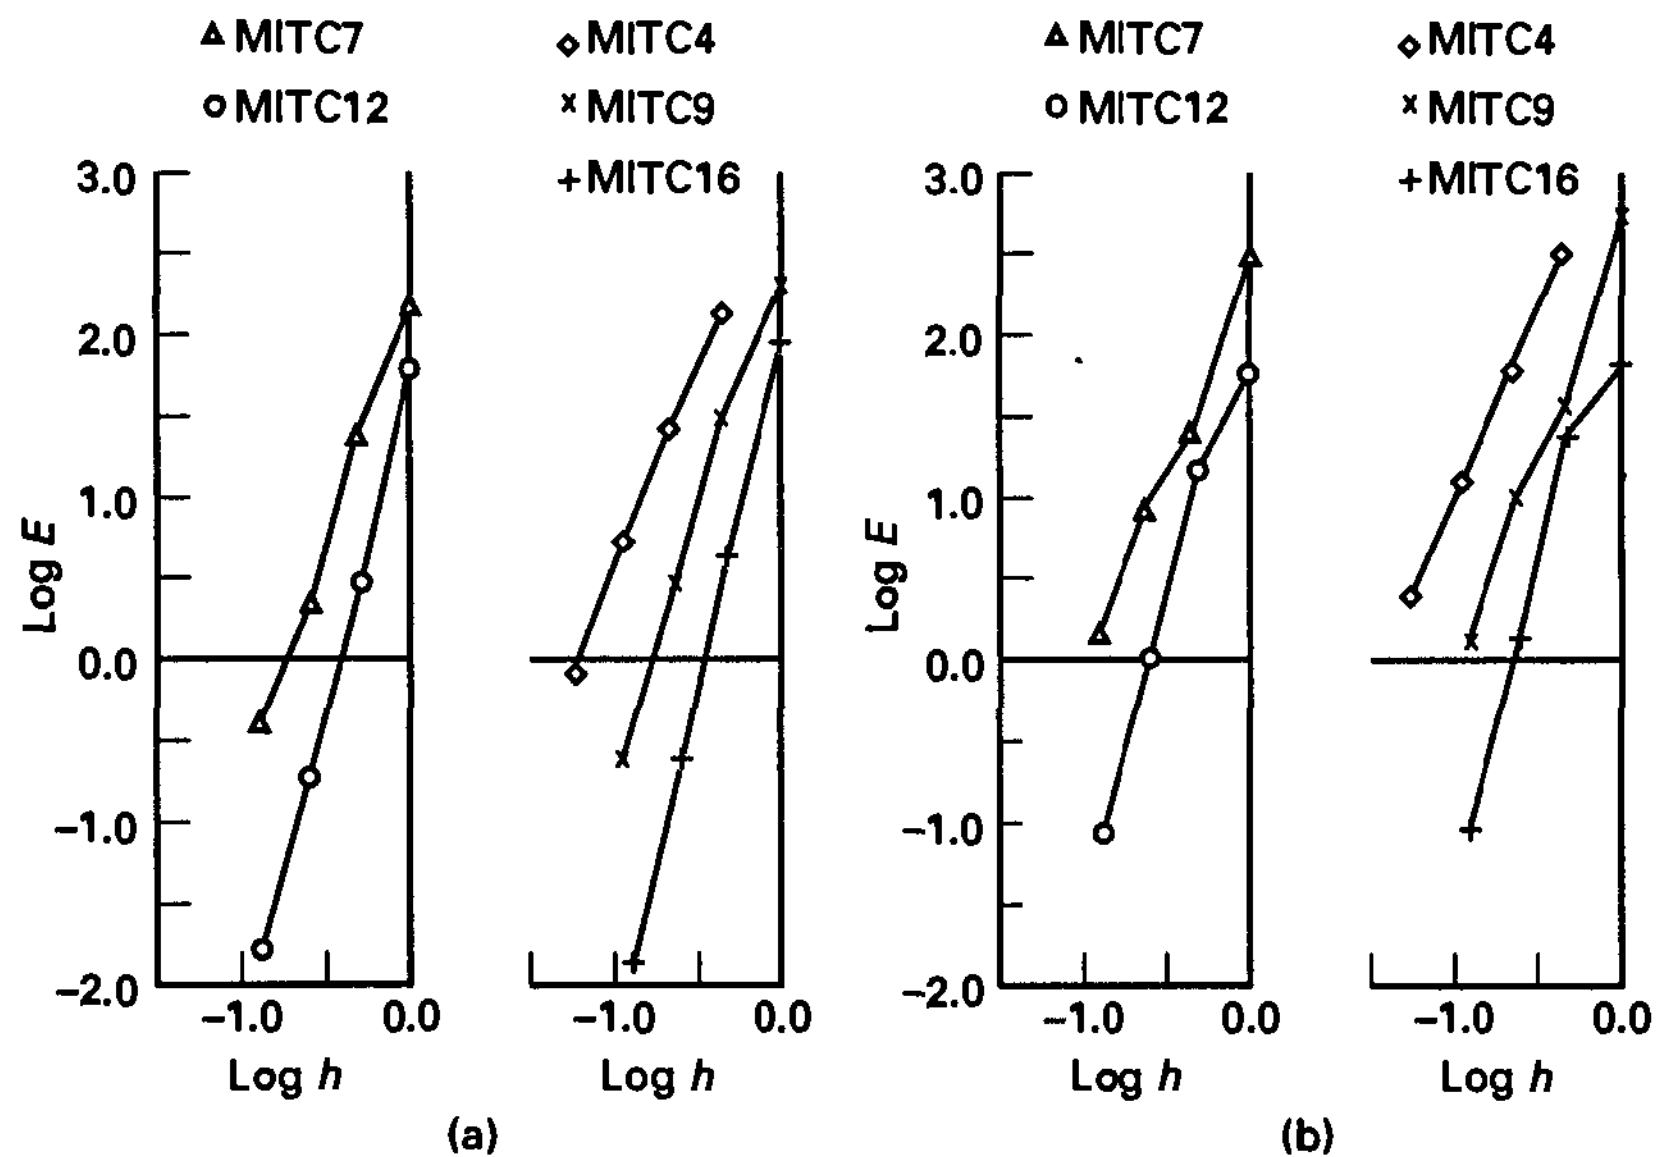 △ MITC7 ◇ MITC4 △ MITC7 ◇ MITC4
○ MITC12 × MITC9 ○ MITC12 × MITC9
3.0 + MITC16 3.0 + MITC16
2.0 2.0
1.0 1.0
Log E Log E
0.0 0.0
−1.0 −1.0
−2.0 −2.0
−1.0 0.0 −1.0 0.0 −1.0 0.0 −1.0 0.0
Log h Log h Log h Log h
(a) (b)